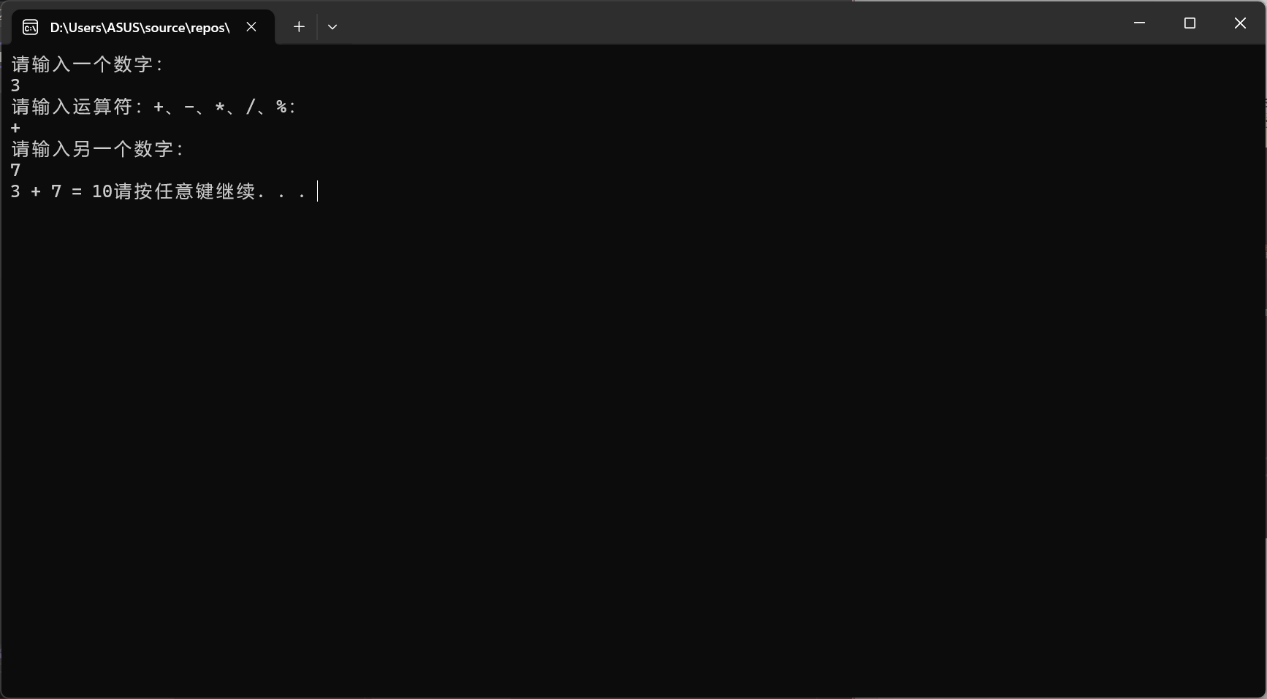 D:\Users\ASUS\source\repos\
请输入一个数字:
3
请输入运算符: +、-、*、/、%:
+
请输入另一个数字:
7
3 + 7 = 10请按任意键继续. . .